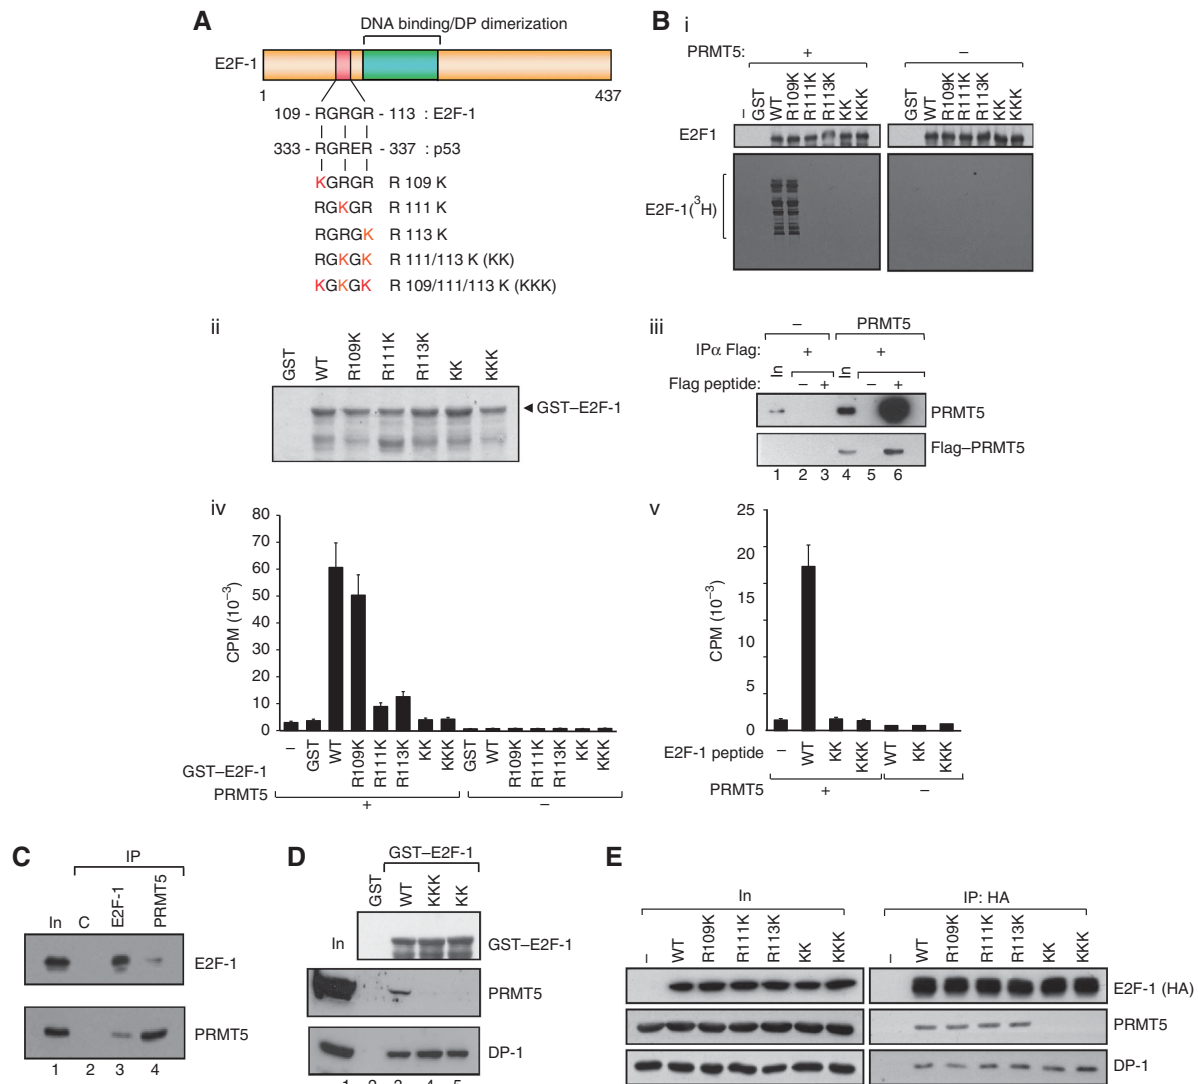 A
DNA binding/DP dimerization
E2F-1
1
437
109 - RGRGR - 113 : E2F-1
333 - RGRER - 337 : p53
KGRGR R 109 K
RGKGR R 111 K
RGRGK R 113 K
RGKGK R 111/113 K (KK)
KGKGK R 109/111/113 K (KKK)
B i
PRMT5: + –
– GST WT R109K R111K R113K KK KKK
GST WT R109K R111K R113K KK KKK
E2F1
E2F-1(3H)
ii
GST WT R109K R111K R113K KK KKK
GST–E2F-1
iii
– PRMT5
IPα Flag: + +
In In
Flag peptide: – + – +
PRMT5
Flag–PRMT5
1 2 3 4 5 6
iv
80
70
60
50
40
30
20
10
0
CPM (10–3)
– GST WT R109K R111K R113K KK KKK GST WT R109K R111K R113K KK KKK
GST–E2F-1
PRMT5
+ –
v
25
20
15
10
5
0
CPM (10–3)
E2F-1 peptide – WT KK KKK WT KK KKK
PRMT5 + –
C
IP
In C E2F-1 PRMT5
E2F-1
PRMT5
1 2 3 4
D
GST–E2F-1
GST WT KKK KK
In
GST–E2F-1
PRMT5
DP-1
1 2 3 4 5
E
In IP: HA
– WT R109K R111K R113K KK KKK
– WT R109K R111K R113K KK KKK
E2F-1 (HA)
PRMT5
DP-1